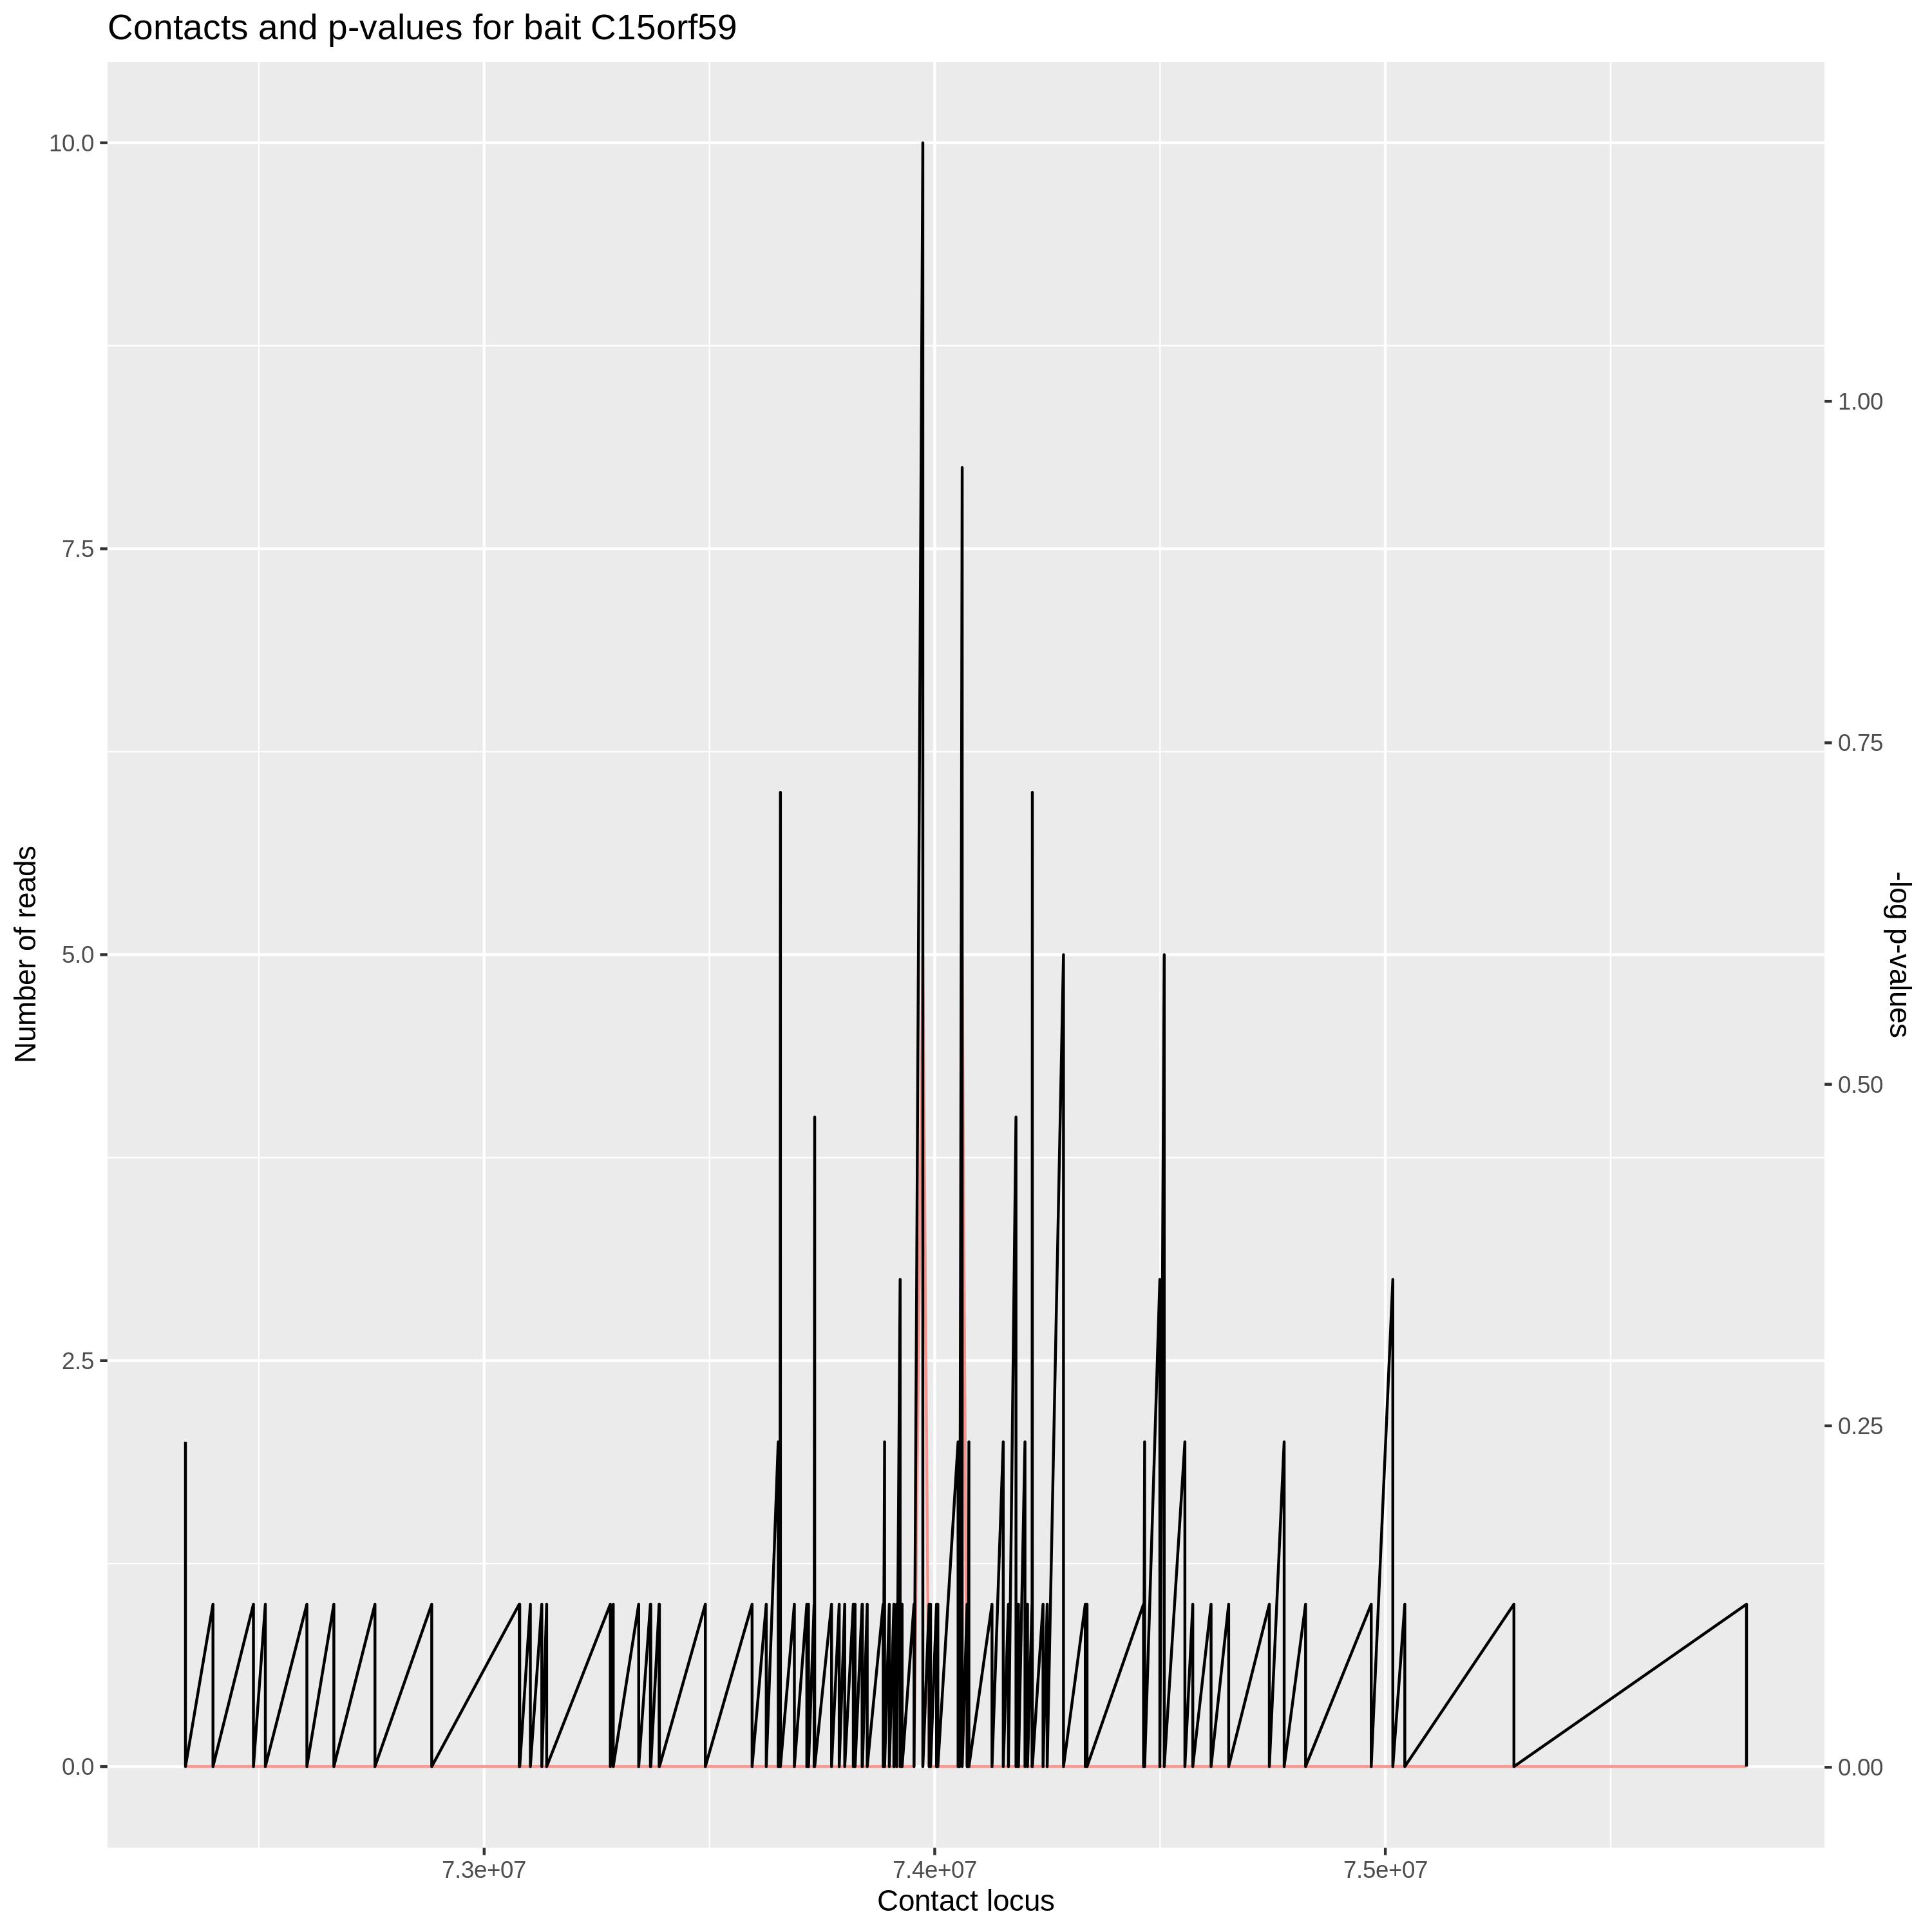 Contacts and p-values for bait C15orf59
10.0
7.5
5.0
2.5
0.0
Number of reads
1.00
0.75
0.50
0.25
0.00
-log p-values
7.3e+07 7.4e+07 7.5e+07
Contact locus